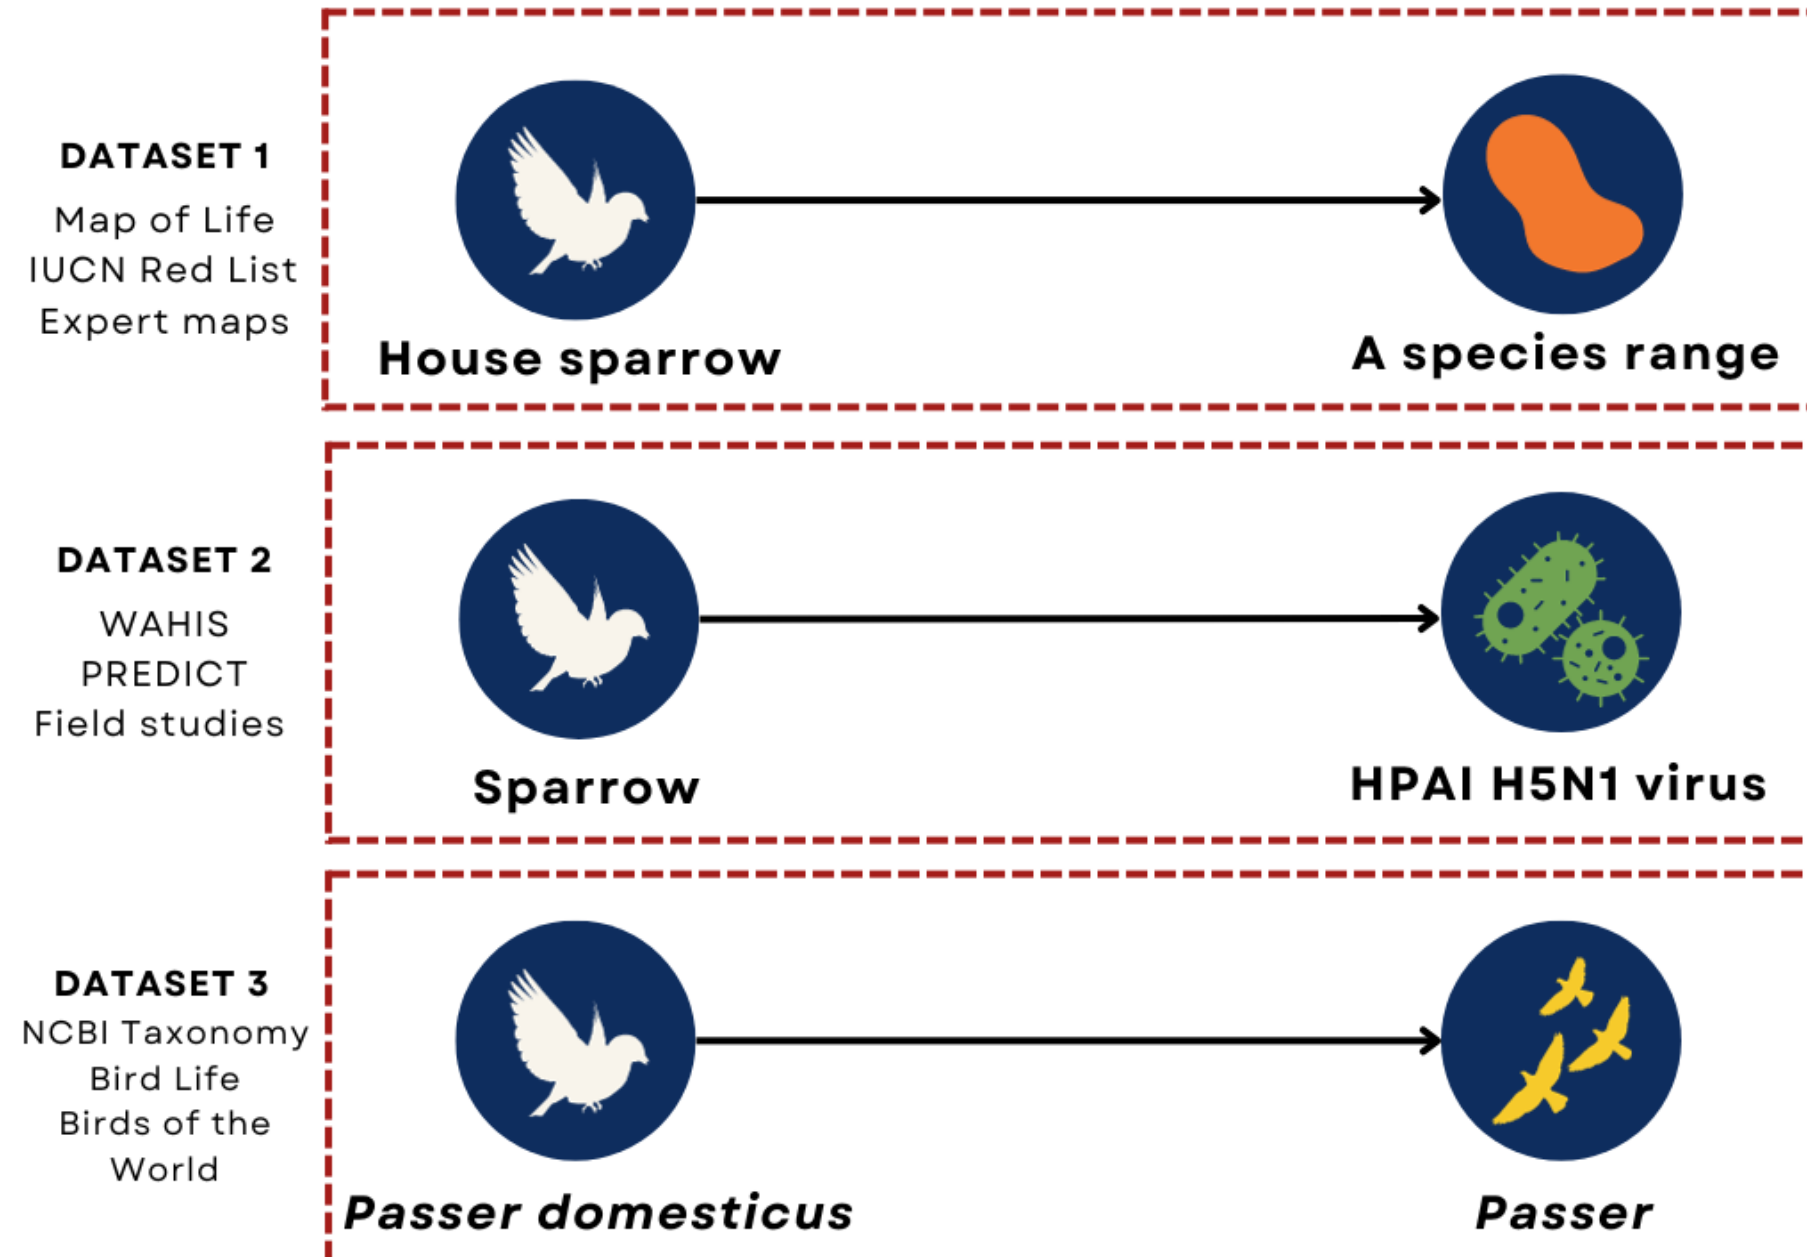 DATASET 1
Map of Life
IUCN Red List
Expert maps
House sparrow
A species range
DATASET 2
WAHIS
PREDICT
Field studies
Sparrow
HPAI H5N1 virus
DATASET 3
NCBI Taxonomy
Bird Life
Birds of the
World
Passer domesticus
Passer